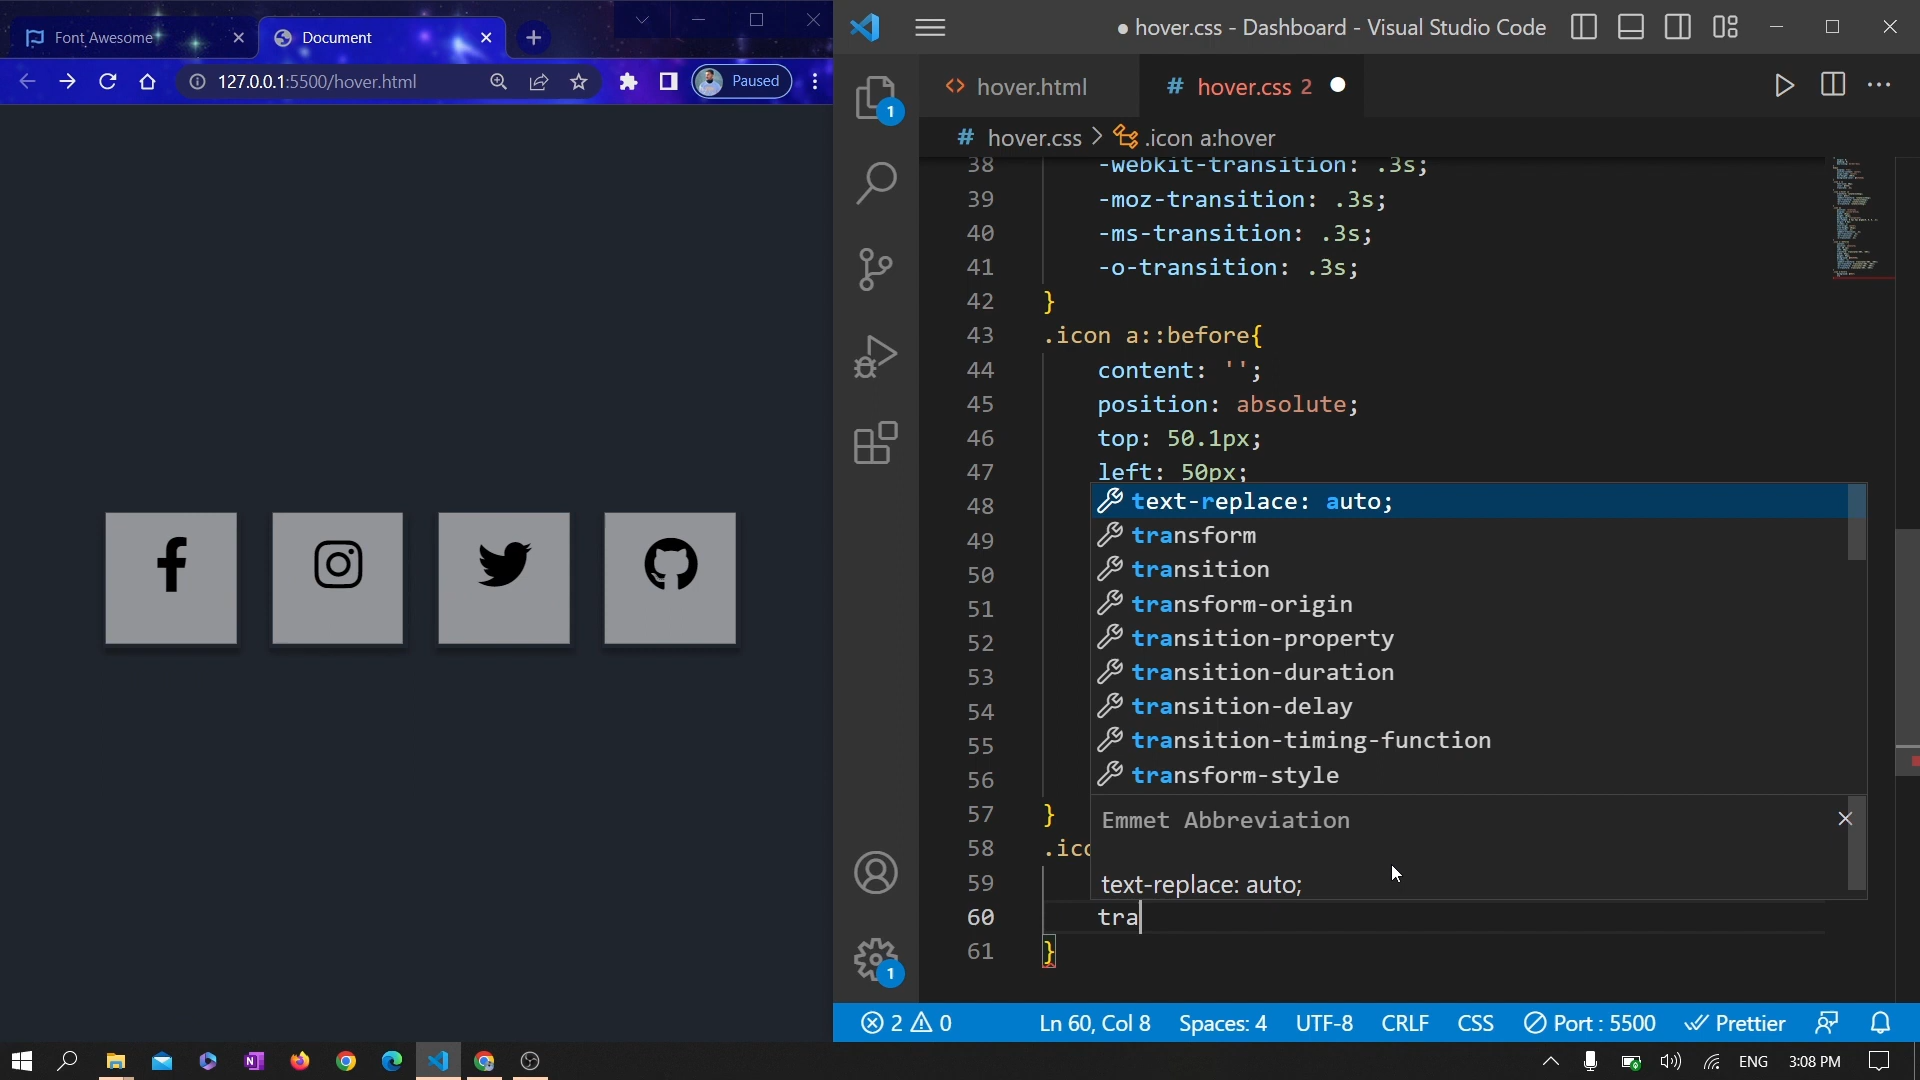 Font Awesome
Document
127.0.0.1:5500/hover.html
Paused
● hover.css - Dashboard - Visual Studio Code
<> hover.html
# hover.css 2
# hover.css > .icon a:hover
1
38 -webkit-transition: .3s;
39 -moz-transition: .3s;
40 -ms-transition: .3s;
41 -o-transition: .3s;
42 }
43 .icon a::before{
44 content: '';
45 position: absolute;
46 top: 50.1px;
47 left: 50px;
48 text-replace: auto;
49 transform
50 transition
51 transform-origin
52 transition-property
53 transition-duration
54 transition-delay
55 transition-timing-function
56 transform-style
57 }
Emmet Abbreviation
58 .ico
59 text-replace: auto;
60 tra
61 }
1
2 0
Ln 60, Col 8
Spaces: 4
UTF-8
CRLF
CSS
Port : 5500
Prettier
ENG
3:08 PM